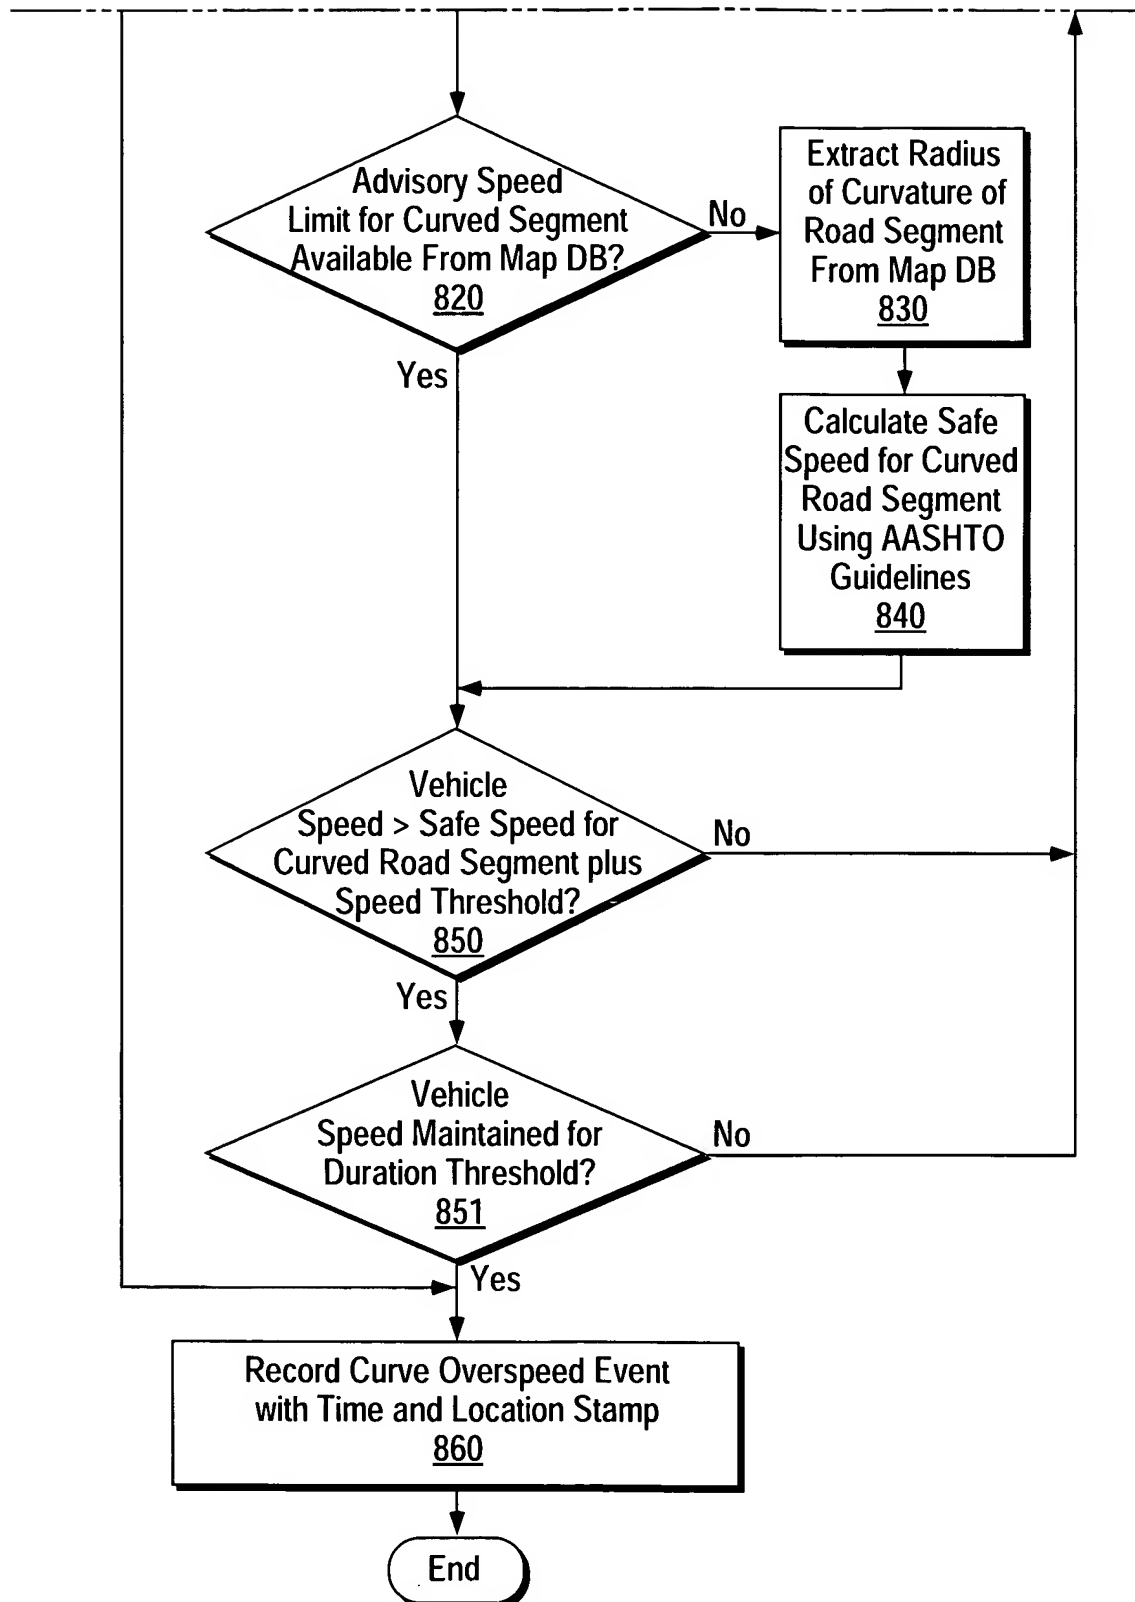 Advisory Speed
Limit for Curved Segment
Available From Map DB?
820
No
Extract Radius
of Curvature of
Road Segment
From Map DB
830
Yes
Calculate Safe
Speed for Curved
Road Segment
Using AASHTO
Guidelines
840
Vehicle
Speed > Safe Speed for
Curved Road Segment plus
Speed Threshold?
850
No
Yes
Vehicle
Speed Maintained for
Duration Threshold?
851
No
Yes
Record Curve Overspeed Event
with Time and Location Stamp
860
End